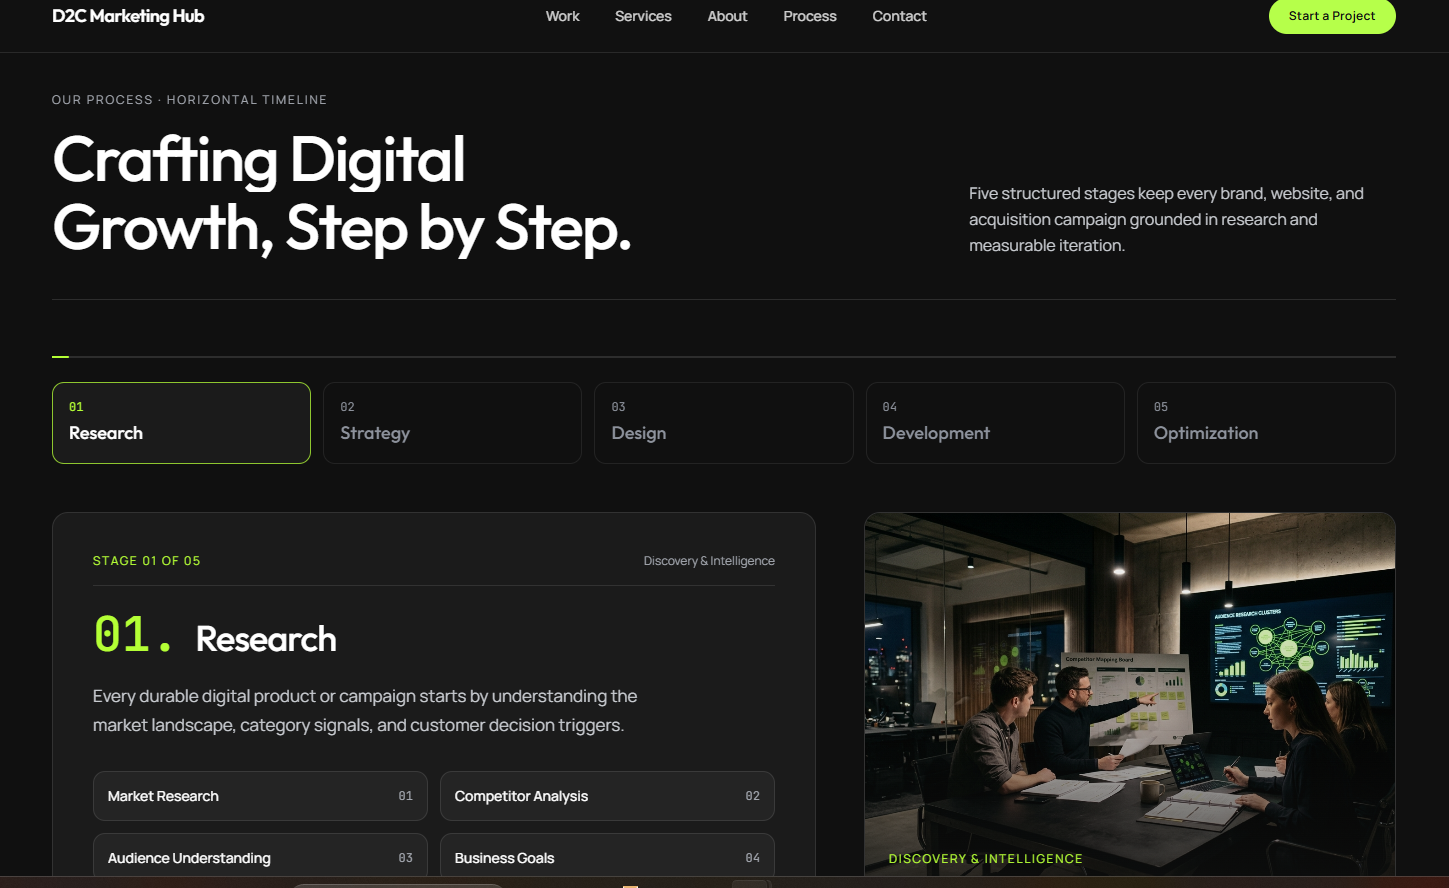 D2C Marketing Hub
Work
Services
About
Process
Contact
Start a Project
OUR PROCESS · HORIZONTAL TIMELINE
Crafting Digital
Growth, Step by Step.
Five structured stages keep every brand, website, and
acquisition campaign grounded in research and
measurable iteration.
01
Research
02
Strategy
03
Design
04
Development
05
Optimization
STAGE 01 OF 05
Discovery & Intelligence
01. Research
Every durable digital product or campaign starts by understanding the
market landscape, category signals, and customer decision triggers.
Market Research 01
Competitor Analysis 02
Audience Understanding 03
Business Goals 04
AUDIENCE RESEARCH CLUSTERS
Competitor Mapping Board
DISCOVERY & INTELLIGENCE